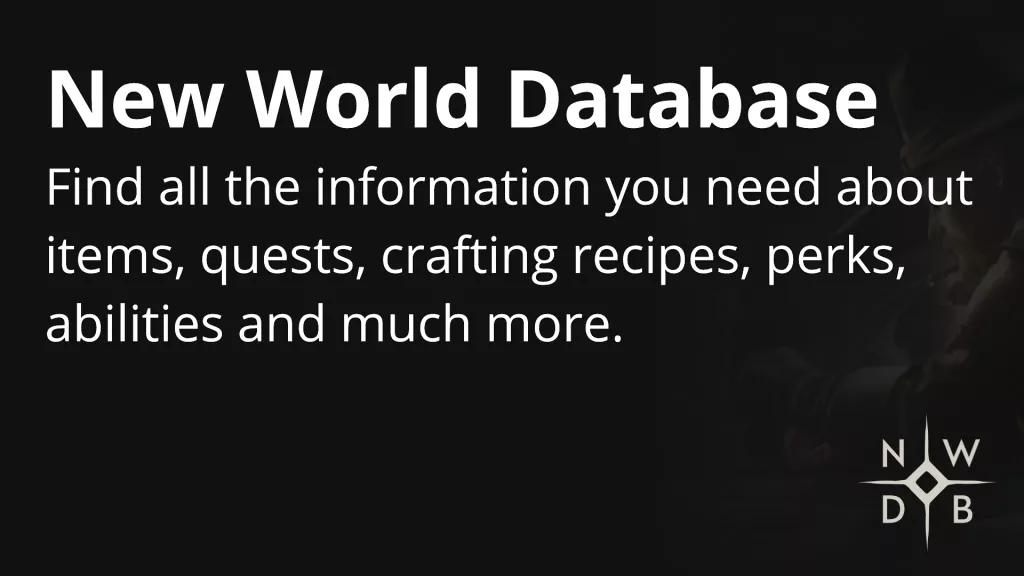 New World Database
Find all the information you need about
items, quests, crafting recipes, perks,
abilities and much more.
N W
D B